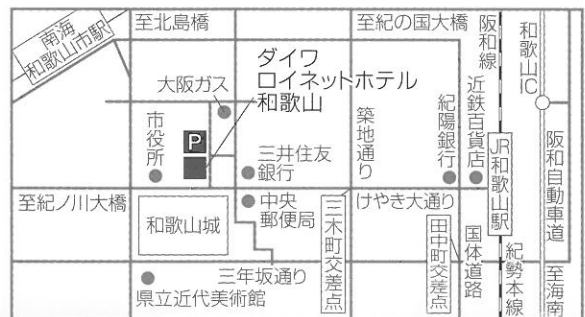 南海
和歌山市駅
至北島橋
至紀の国大橋
阪和線
和歌山IC
ダイワ
ロイネットホテル
和歌山
大阪ガス
市役所
P
三井住友
銀行
築地通り
紀陽銀行
近鉄百貨店
JR和歌山駅
阪和自動車道
至紀ノ川大橋
和歌山城
中央
郵便局
三木町交差点
けやき大通り
田中町交差点
国体道路
紀勢本線
至海南
三年坂通り
県立近代美術館